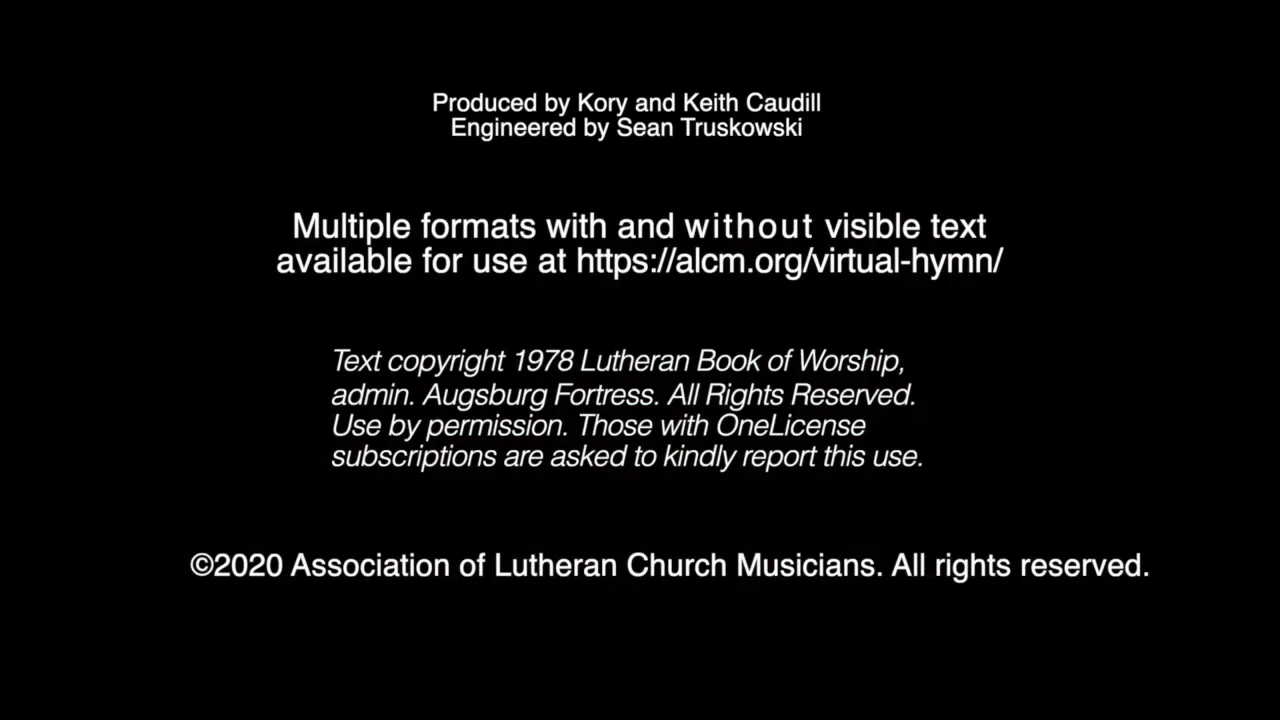 Produced by Kory and Keith Caudill
Engineered by Sean Truskowski
Multiple formats with and without visible text
available for use at https://alcm.org/virtual-hymn/
Text copyright 1978 Lutheran Book of Worship,
admin. Augsburg Fortress. All Rights Reserved.
Use by permission. Those with OneLicense
subscriptions are asked to kindly report this use.
©2020 Association of Lutheran Church Musicians. All rights reserved.